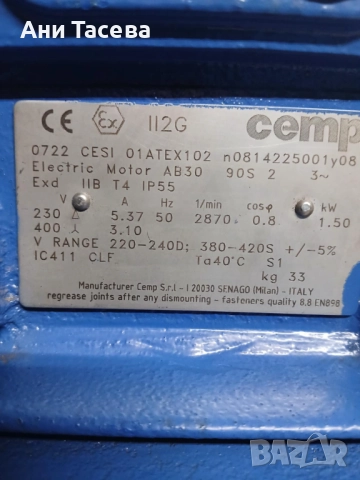 Ани Тасева
CE Ex II2G cemp
0722 CESI 01ATEX102 n0814225001y08
Electric Motor AB30 90S 2 3~
Exd IIB T4 IP55
V A Hz 1/min cosφ kW
230 Δ 5.37 50 2870 0.8 1.50
400 ⅄ 3.10
V RANGE 220-240D; 380-420S +/-5%
IC411 CLF Ta40°C S1
kg 33
Manufacturer Cemp S.r.l - I 20030 SENAGO (Milan) - ITALY
regrease joints after any dismounting - fasteners quality 8.8 EN898
bazar